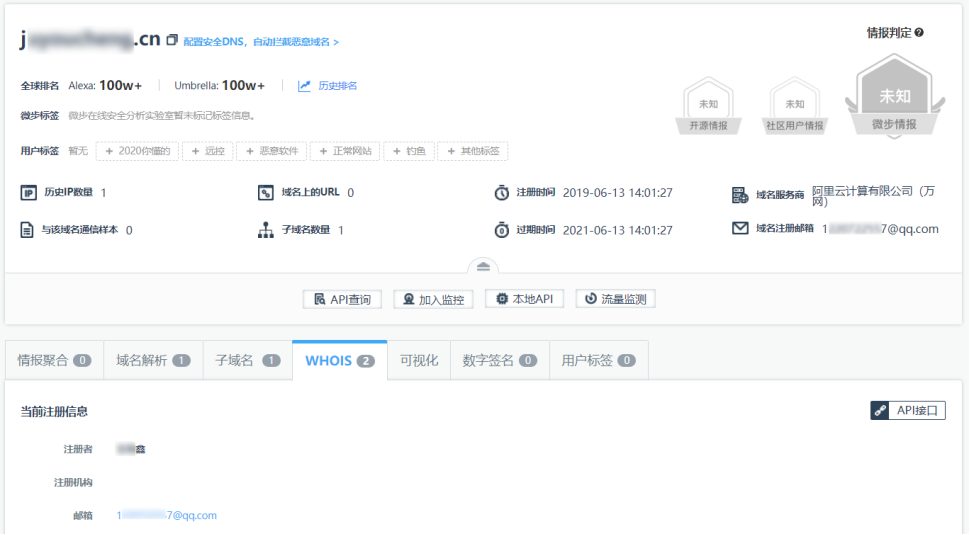 j .cn 配置安全DNS，自动拦截恶意域名 >
情报判定
全球排名 Alexa: 100w+ Umbrella: 100w+ 历史排名
微步标签 微步在线安全分析实验室暂未标记标签信息。
未知 开源情报
未知 社区用户情报
未知 微步情报
用户标签 暂无 + 2020你懂的 + 远控 + 恶意软件 + 正常网站 + 钓鱼 + 其他标签
IP 历史IP数量 1 域名上的URL 0 注册时间 2019-06-13 14:01:27 域名服务商 阿里云计算有限公司（万
网）
与该域名通信样本 0 子域名数量 1 过期时间 2021-06-13 14:01:27 域名注册邮箱 1 7@qq.com
API查询 加入监控 本地API 流量监测
情报聚合 0 域名解析 1 子域名 1 WHOIS 2 可视化 数字签名 0 用户标签 0
当前注册信息 API接口
注册者 鑫
注册机构
邮箱 1 7@qq.com